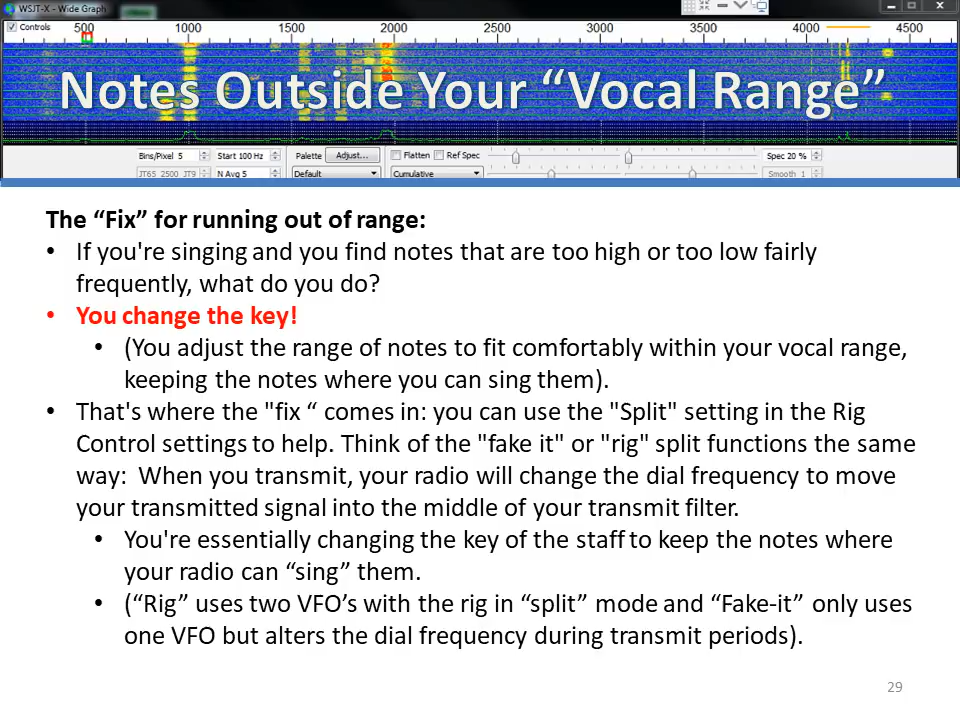 WSJT-X - Wide Graph
Controls 500 1000 1500 2000 2500 3000 3500 4000 4500
Notes Outside Your “Vocal Range”
Bins/Pixel 5 Start 100 Hz Palette Adjust... Flatten Ref Spec Spec 20 %
JT65 2500 JT9 N Avg 5 Default Cumulative Smooth 1
The “Fix” for running out of range:
• If you're singing and you find notes that are too high or too low fairly
frequently, what do you do?
• You change the key!
• (You adjust the range of notes to fit comfortably within your vocal range,
keeping the notes where you can sing them).
• That's where the "fix “ comes in: you can use the "Split" setting in the Rig
Control settings to help. Think of the "fake it" or "rig" split functions the same
way:  When you transmit, your radio will change the dial frequency to move
your transmitted signal into the middle of your transmit filter.
• You're essentially changing the key of the staff to keep the notes where
your radio can “sing” them.
• (“Rig” uses two VFO’s with the rig in “split” mode and “Fake-it” only uses
one VFO but alters the dial frequency during transmit periods).
29